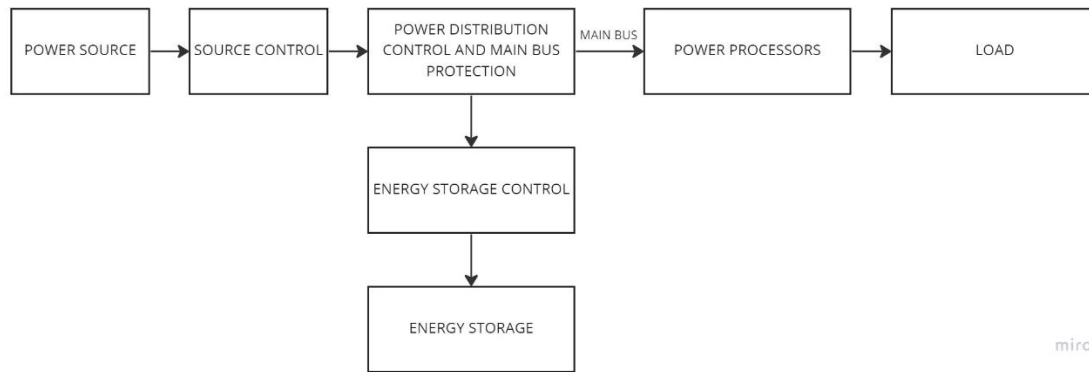 POWER SOURCE
SOURCE CONTROL
POWER DISTRIBUTION
CONTROL AND MAIN BUS
PROTECTION
MAIN BUS
POWER PROCESSORS
LOAD
ENERGY STORAGE CONTROL
ENERGY STORAGE
miro